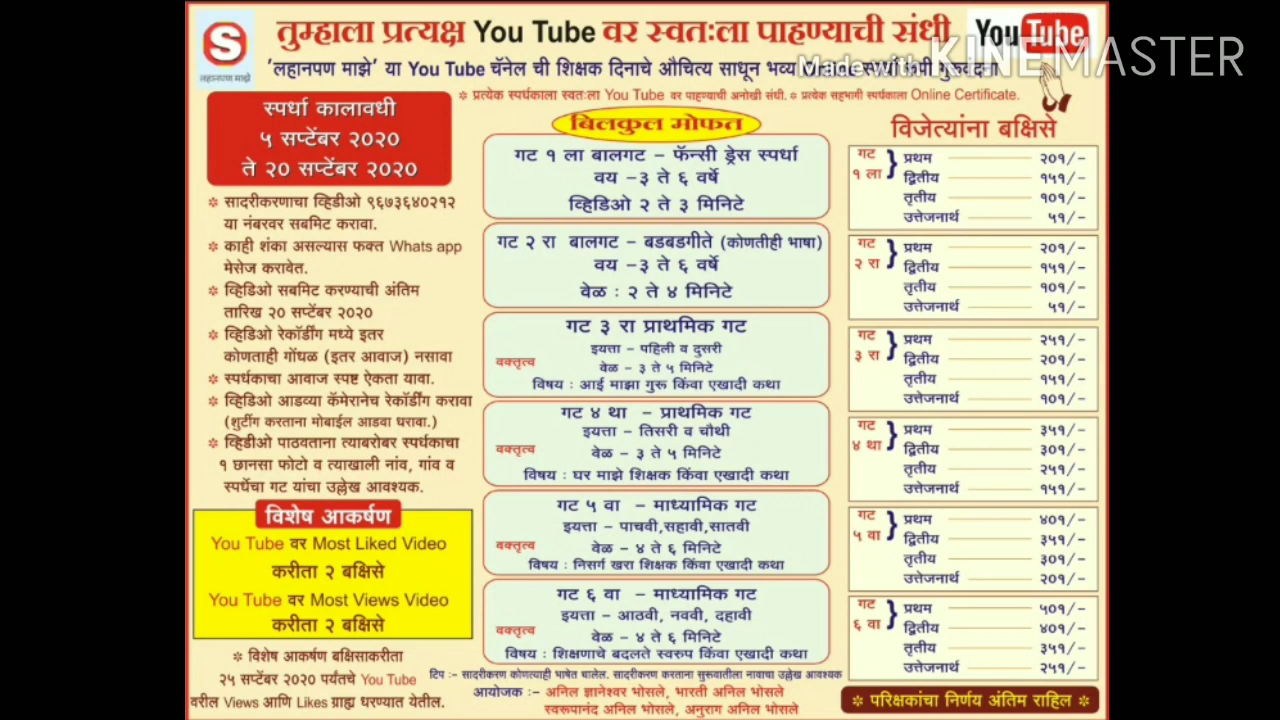 S
लहानपण माझे
तुम्हाला प्रत्यक्ष You Tube वर स्वतःला पाहण्याची संधी
You Tube
Made with KINEMASTER
'लहानपण माझे' या You Tube चॅनेल ची शिक्षक दिनाचे औचित्य साधून भव्य
❊ प्रत्येक स्पर्धकाला स्वतःला You Tube वर पाहण्याची अनोखी संधी. ❊ प्रत्येक सहभागी स्पर्धकाला Online Certificate.
स्पर्धा कालावधी
५ सप्टेंबर २०२०
ते २० सप्टेंबर २०२०
❊ सादरीकरणाचा व्हिडीओ ९६७३६४०२१२
या नंबरवर सबमिट करावा.
❊ काही शंका असल्यास फक्त Whats app
मेसेज करावेत.
❊ व्हिडिओ सबमिट करण्याची अंतिम
तारिख २० सप्टेंबर २०२०
❊ व्हिडिओ रेकॉर्डींग मध्ये इतर
कोणताही गोंधळ (इतर आवाज) नसावा
❊ स्पर्धकाचा आवाज स्पष्ट ऐकता यावा.
❊ व्हिडिओ आडव्या कॅमेरानेच रेकॉर्डींग करावा
(शुटींग करताना मोबाईल आडवा धरावा.)
❊ व्हिडीओ पाठवताना त्याबरोबर स्पर्धकाचा
१ छानसा फोटो व त्याखाली नांव, गांव व
स्पर्धेचा गट यांचा उल्लेख आवश्यक.
विशेष आकर्षण
You Tube वर Most Liked Video
करीता २ बक्षिसे
You Tube वर Most Views Video
करीता २ बक्षिसे
❊ विशेष आकर्षण बक्षिसाकरीता
२५ सप्टेंबर २०२० पर्यंतचे You Tube
वरील Views आणि Likes ग्राह्य धरण्यात येतील.
बिलकुल मोफत
गट १ ला बालगट – फॅन्सी ड्रेस स्पर्धा
वय –३ ते ६ वर्षे
व्हिडिओ २ ते ३ मिनिटे
गट २ रा बालगट – बडबडगीते (कोणतीही भाषा)
वय –३ ते ६ वर्षे
वेळ : २ ते ४ मिनिटे
गट ३ रा प्राथमिक गट
इयत्ता – पहिली व दुसरी
वक्तृत्व वेळ – ३ ते ५ मिनिटे
विषय : आई माझा गुरू किंवा एखादी कथा
गट ४ था – प्राथमिक गट
इयत्ता – तिसरी व चौथी
वक्तृत्व वेळ – ३ ते ५ मिनिटे
विषय : घर माझे शिक्षक किंवा एखादी कथा
गट ५ वा – माध्यामिक गट
इयत्ता – पाचवी,सहावी,सातवी
वक्तृत्व वेळ – ४ ते ६ मिनिटे
विषय : निसर्ग खरा शिक्षक किंवा एखादी कथा
गट ६ वा – माध्यामिक गट
इयत्ता – आठवी, नववी, दहावी
वक्तृत्व वेळ – ४ ते ६ मिनिटे
विषय : शिक्षणाचे बदलते स्वरुप किंवा एखादी कथा
टिप :– सादरीकरण कोणत्याही भाषेत चालेल. सादरीकरण करताना सुरूवातीला नावाचा उल्लेख आवश्यक
आयोजक :– अनिल ज्ञानेश्वर भोसले, भारती अनिल भोसले
स्वरूपानंद अनिल भोसले, अनुराग अनिल भोसले
विजेत्यांना बक्षिसे
गट १ ला
प्रथम २०१/–
द्वितीय १५१/–
तृतीय १०१/–
उत्तेजनार्थ ५१/–
गट २ रा
प्रथम २०१/–
द्वितीय १५१/–
तृतीय १०१/–
उत्तेजनार्थ ५१/–
गट ३ रा
प्रथम २५१/–
द्वितीय २०१/–
तृतीय १५१/–
उत्तेजनार्थ १०१/–
गट ४ था
प्रथम ३५१/–
द्वितीय ३०१/–
तृतीय २५१/–
उत्तेजनार्थ १५१/–
गट ५ वा
प्रथम ४०१/–
द्वितीय ३५१/–
तृतीय ३०१/–
उत्तेजनार्थ २०१/–
गट ६ वा
प्रथम ५०१/–
द्वितीय ४०१/–
तृतीय ३५१/–
उत्तेजनार्थ २५१/–
❊ परिक्षकांचा निर्णय अंतिम राहिल ❊